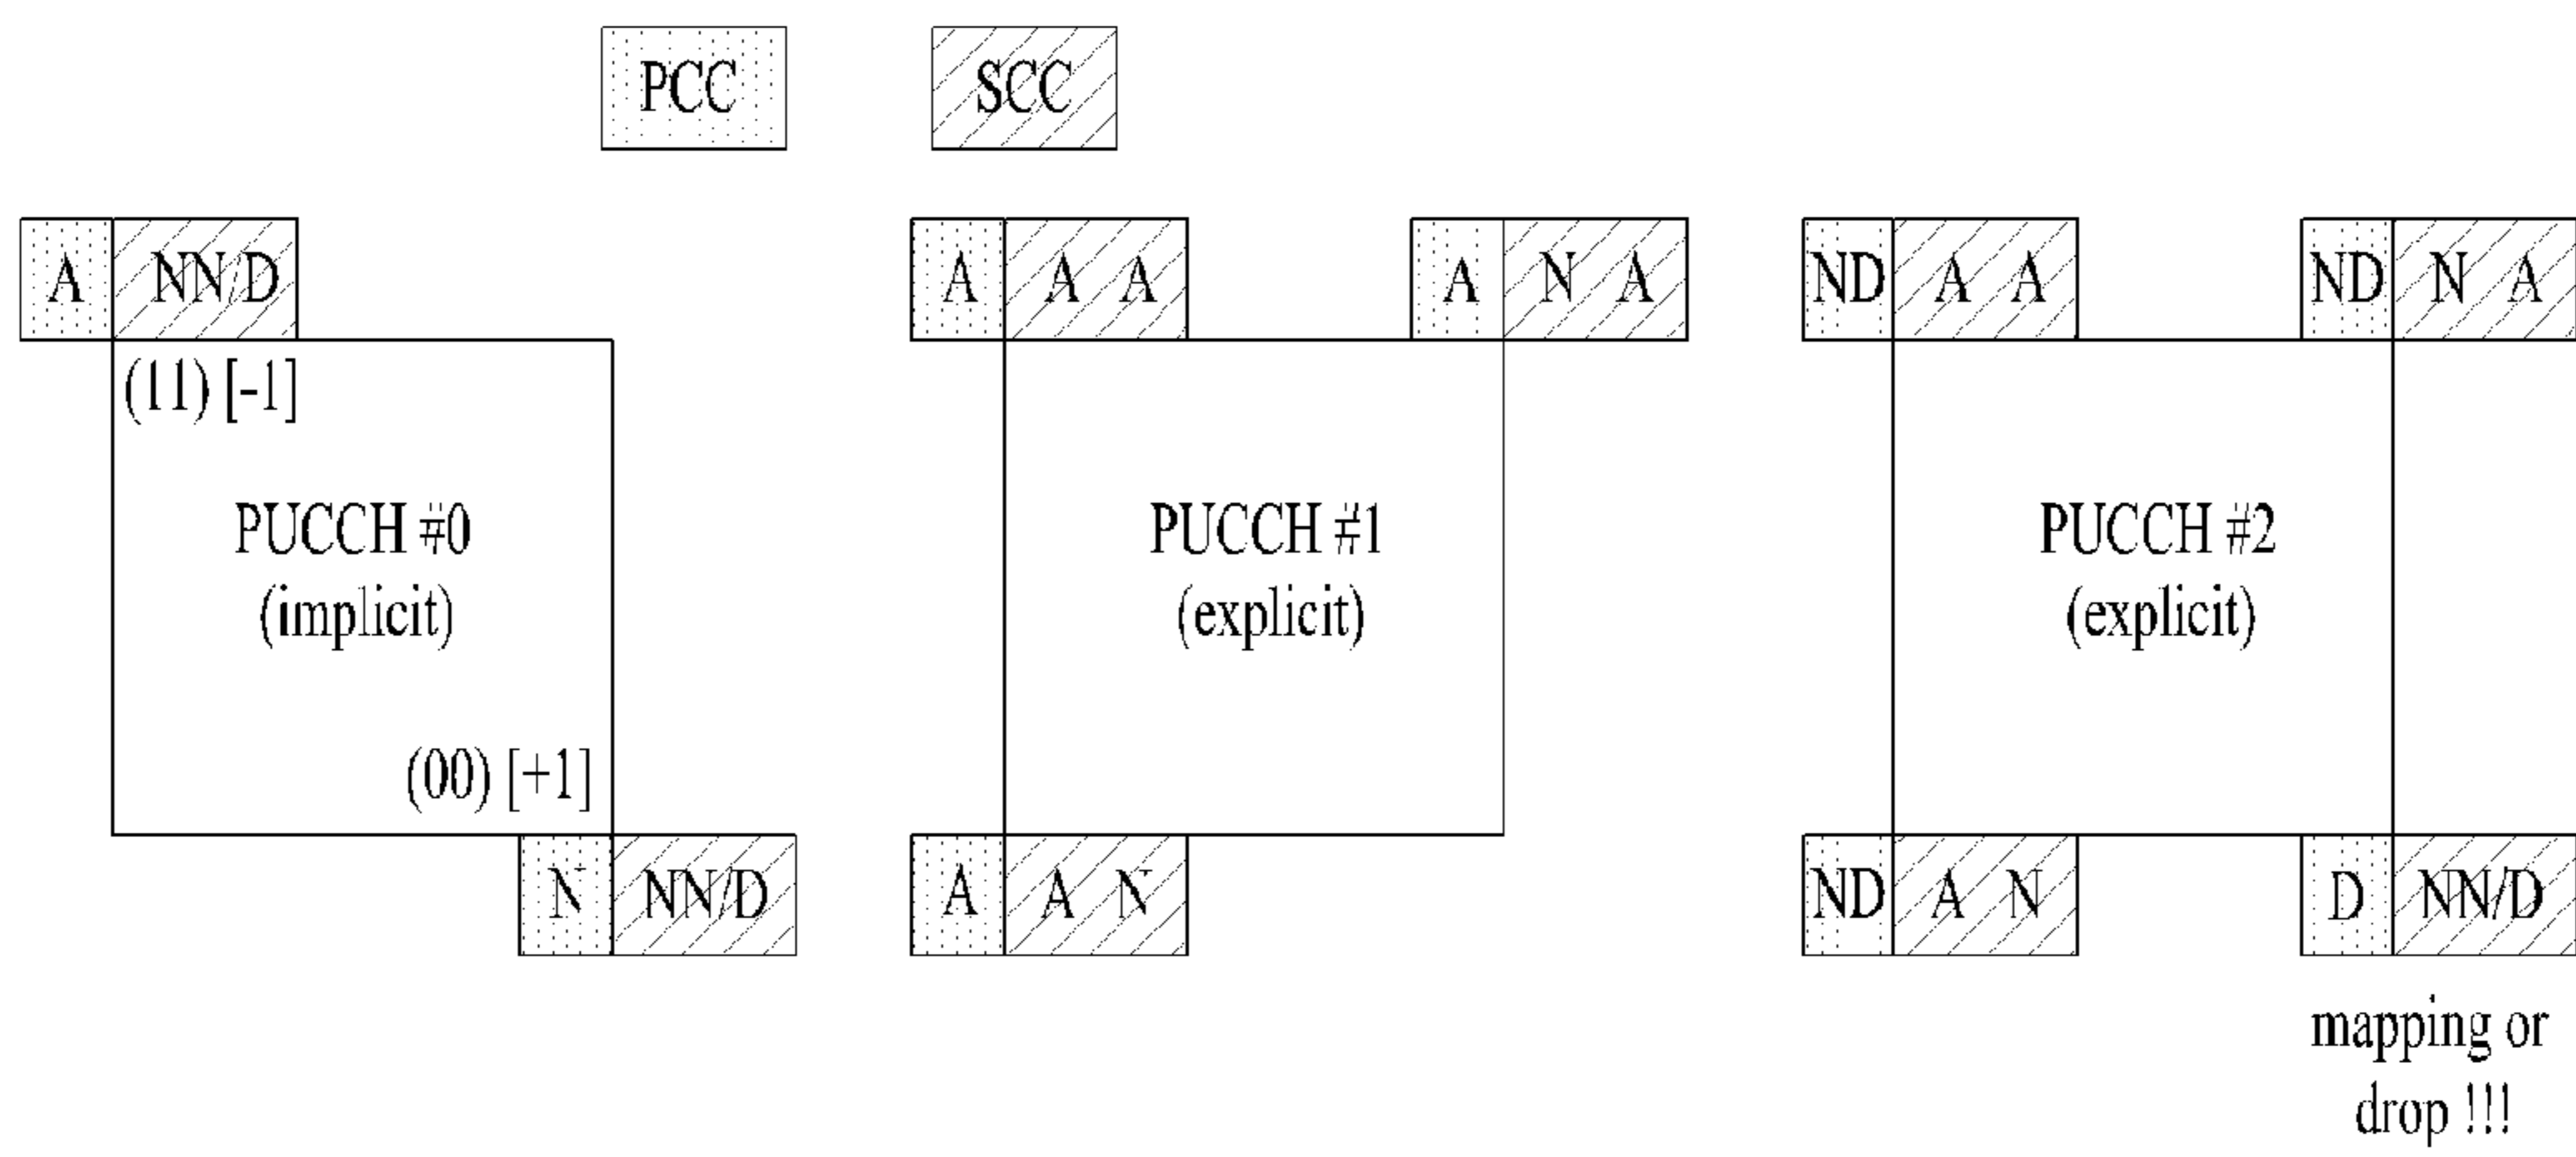 PCC SCC
A NN/D A A A A N A ND A A ND N A
(11) [-1]
PUCCH #0 PUCCH #1 PUCCH #2
(implicit) (explicit) (explicit)
(00) [+1]
N NN/D A A N ND A N D NN/D
mapping or
drop !!!